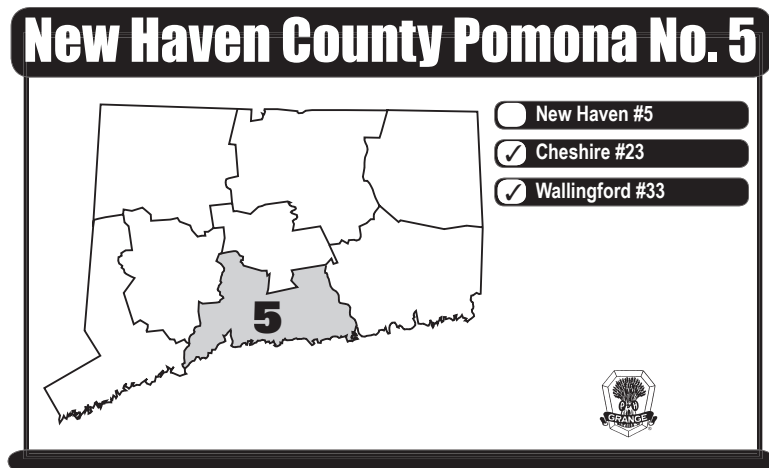 New Haven County Pomona No. 5
New Haven #5
✓ Cheshire #23
✓ Wallingford #33
5
GRANGE